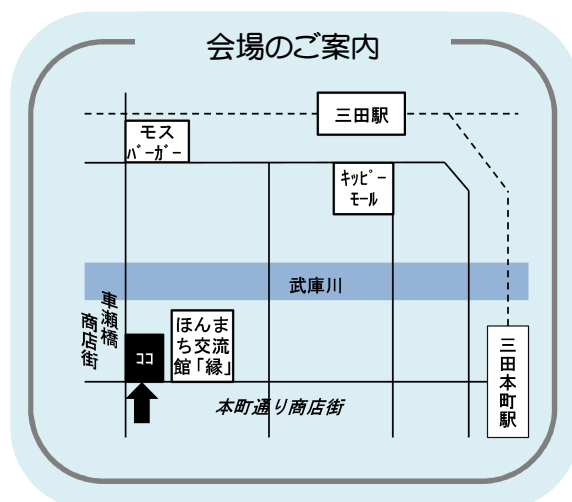 会場のご案内
三田駅
モス
ﾊﾞｰｶﾞｰ
ｷｯﾋﾟｰ
ﾓｰﾙ
武庫川
車瀬橋
商店街
ココ
ほんま
ち交流
館「縁」
三田本町駅
本町通り商店街